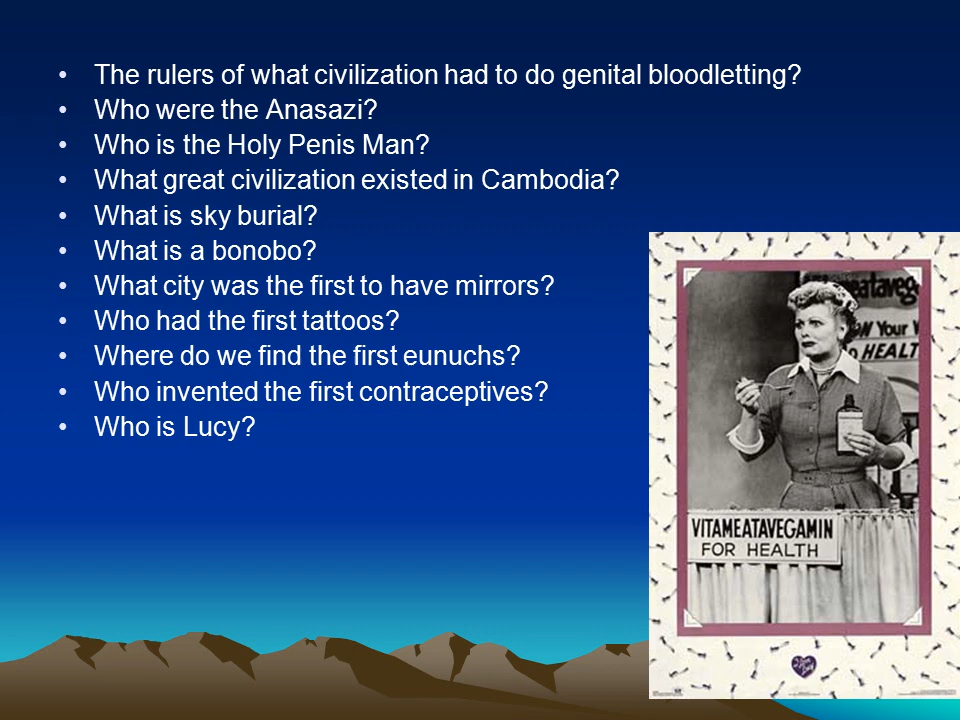 • The rulers of what civilization had to do genital bloodletting?
• Who were the Anasazi?
• Who is the Holy Penis Man?
• What great civilization existed in Cambodia?
• What is sky burial?
• What is a bonobo?
• What city was the first to have mirrors?
• Who had the first tattoos?
• Where do we find the first eunuchs?
• Who invented the first contraceptives?
• Who is Lucy?
eataveg
Your
HEALT
VITAMEATAVEGAMIN
FOR HEALTH